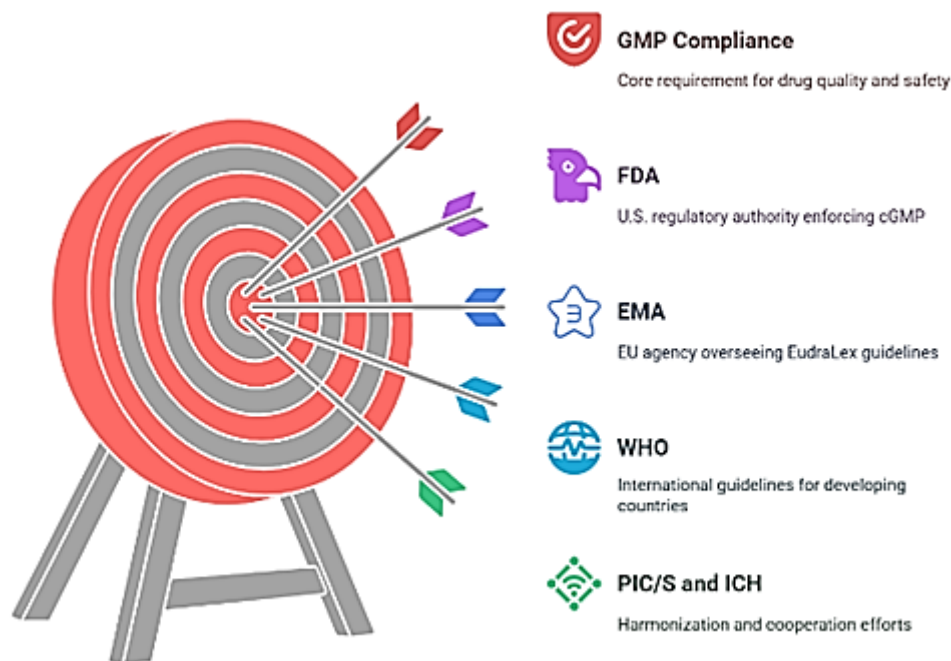 GMP Compliance
Core requirement for drug quality and safety
FDA
U.S. regulatory authority enforcing cGMP
EMA
EU agency overseeing EudraLex guidelines
WHO
International guidelines for developing
countries
PIC/S and ICH
Harmonization and cooperation efforts